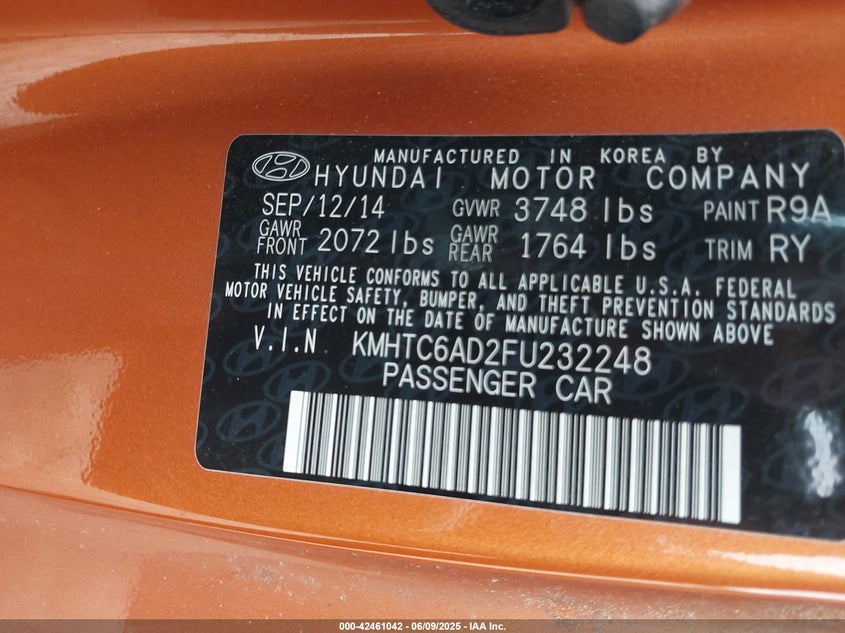 MANUFACTURED IN KOREA BY
HYUNDAI MOTOR COMPANY
SEP/12/14 GVWR 3748 lbs PAINT R9A
GAWR FRONT 2072 lbs GAWR REAR 1764 lbs TRIM RY
THIS VEHICLE CONFORMS TO ALL APPLICABLE U.S.A. FEDERAL
MOTOR VEHICLE SAFETY, BUMPER, AND THEFT PREVENTION STANDARDS
IN EFFECT ON THE DATE OF MANUFACTURE SHOWN ABOVE
V.I.N KMHTC6AD2FU232248
PASSENGER CAR
000-42461042 - 06/09/2025 - IAA Inc.